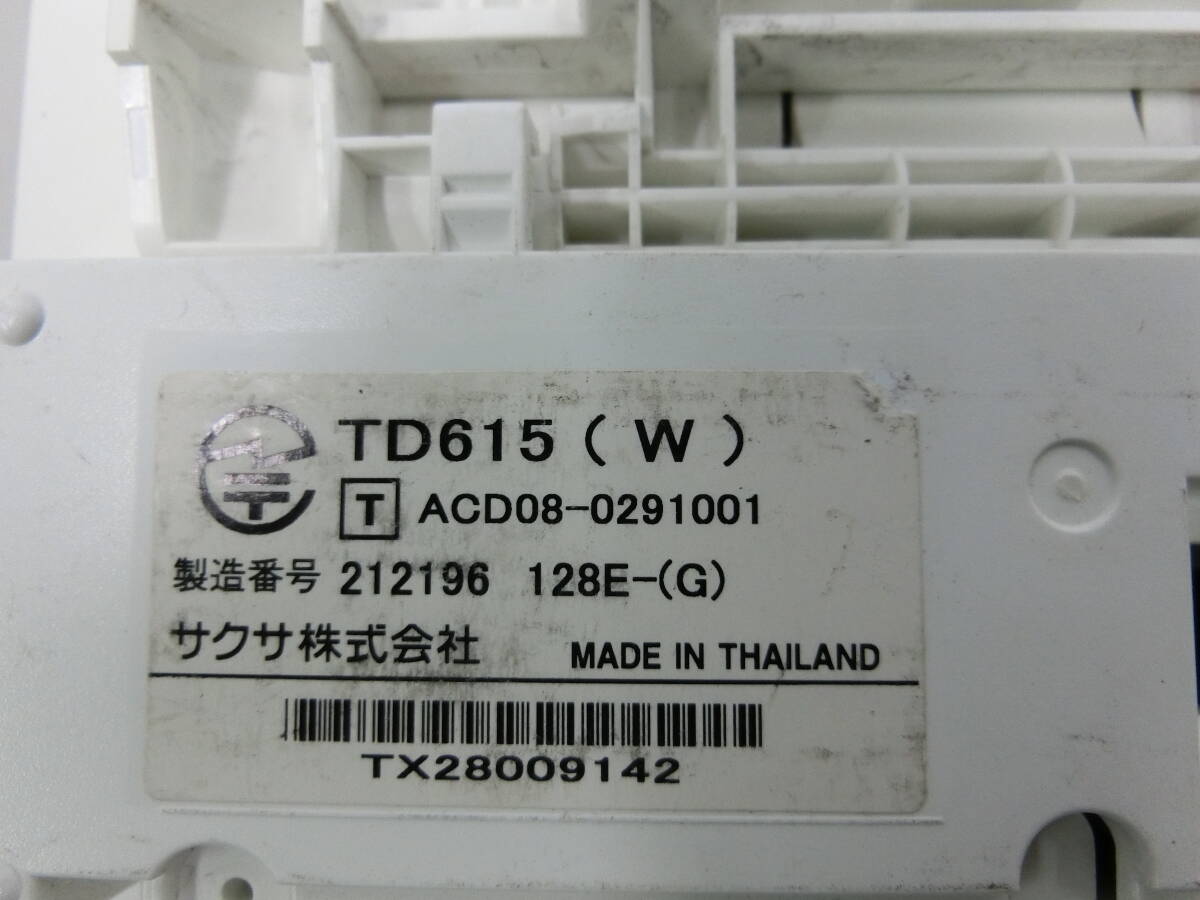 TD615 ( W )
T ACD08-0291001
製造番号 212196 128E-(G)
サクサ株式会社 MADE IN THAILAND
TX28009142